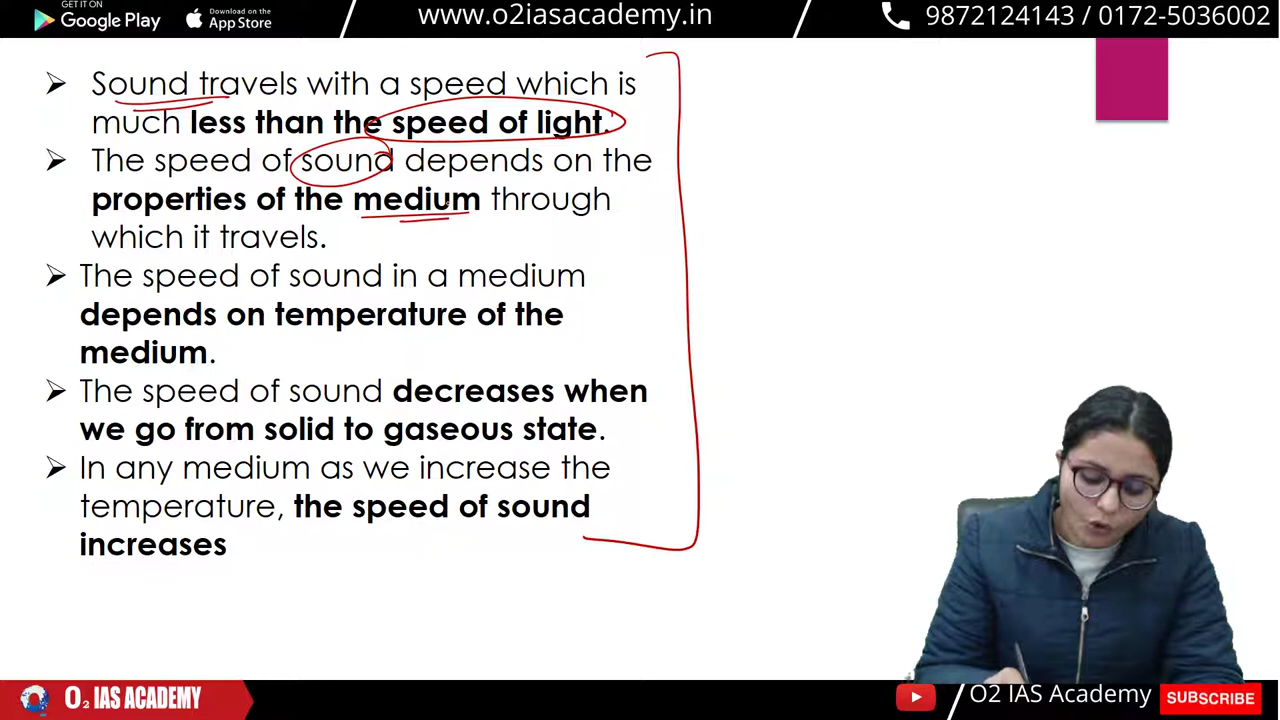 GET IT ON
Google Play
Download on the
App Store
www.o2iasacademy.in
9872124143 / 0172-5036002
➢ Sound travels with a speed which is
much less than the speed of light.
➢ The speed of sound depends on the
properties of the medium through
which it travels.
➢ The speed of sound in a medium
depends on temperature of the
medium.
➢ The speed of sound decreases when
we go from solid to gaseous state.
➢ In any medium as we increase the
temperature, the speed of sound
increases
O2 IAS ACADEMY
O2 IAS Academy
SUBSCRIBE